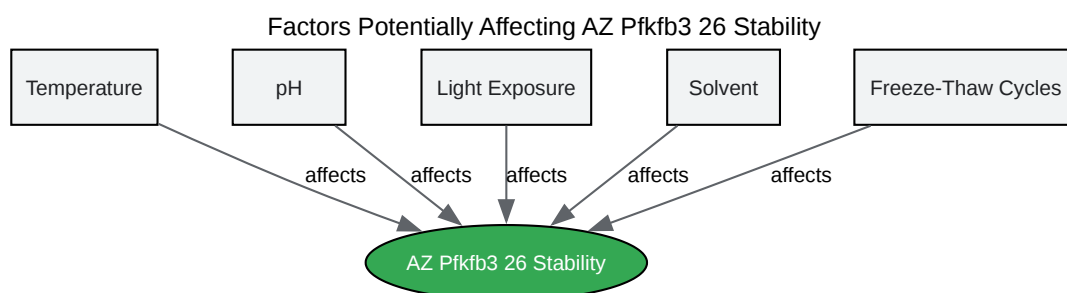 Factors Potentially Affecting AZ Pfkfb3 26 Stability
Temperature
pH
Light Exposure
Solvent
Freeze-Thaw Cycles
affects
affects
affects
affects
affects
AZ Pfkfb3 26 Stability